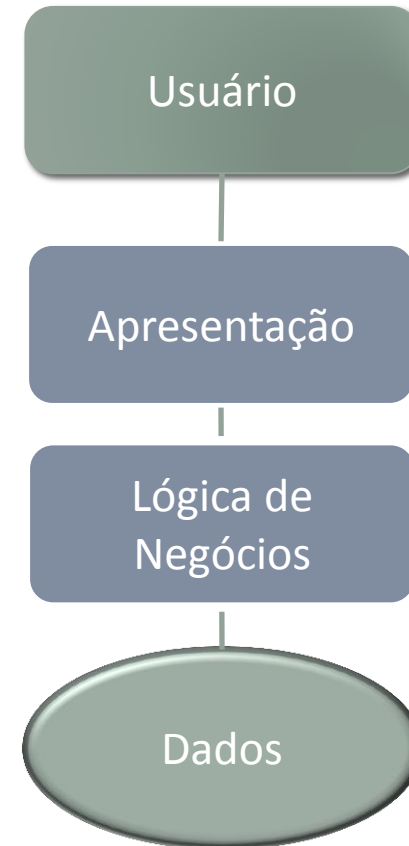 Usuário
Apresentação
Lógica de
Negócios
Dados